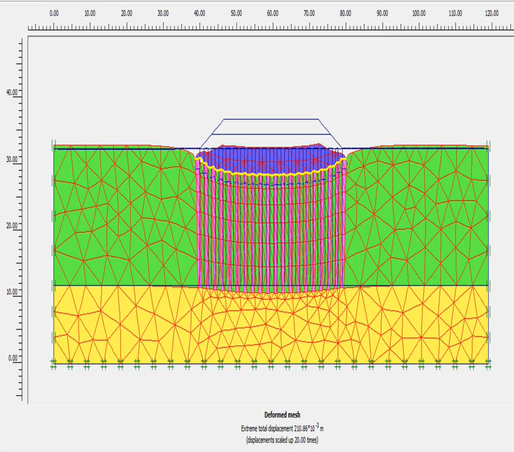 0.00 10.00 20.00 30.00 40.00 50.00 60.00 70.00 80.00 90.00 100.00 110.00 120.00
40.00
30.00
20.00
10.00
0.00
Deformed mesh
Extreme total displacement 210.86*10⁻³ m
(displacements scaled up 20.00 times)